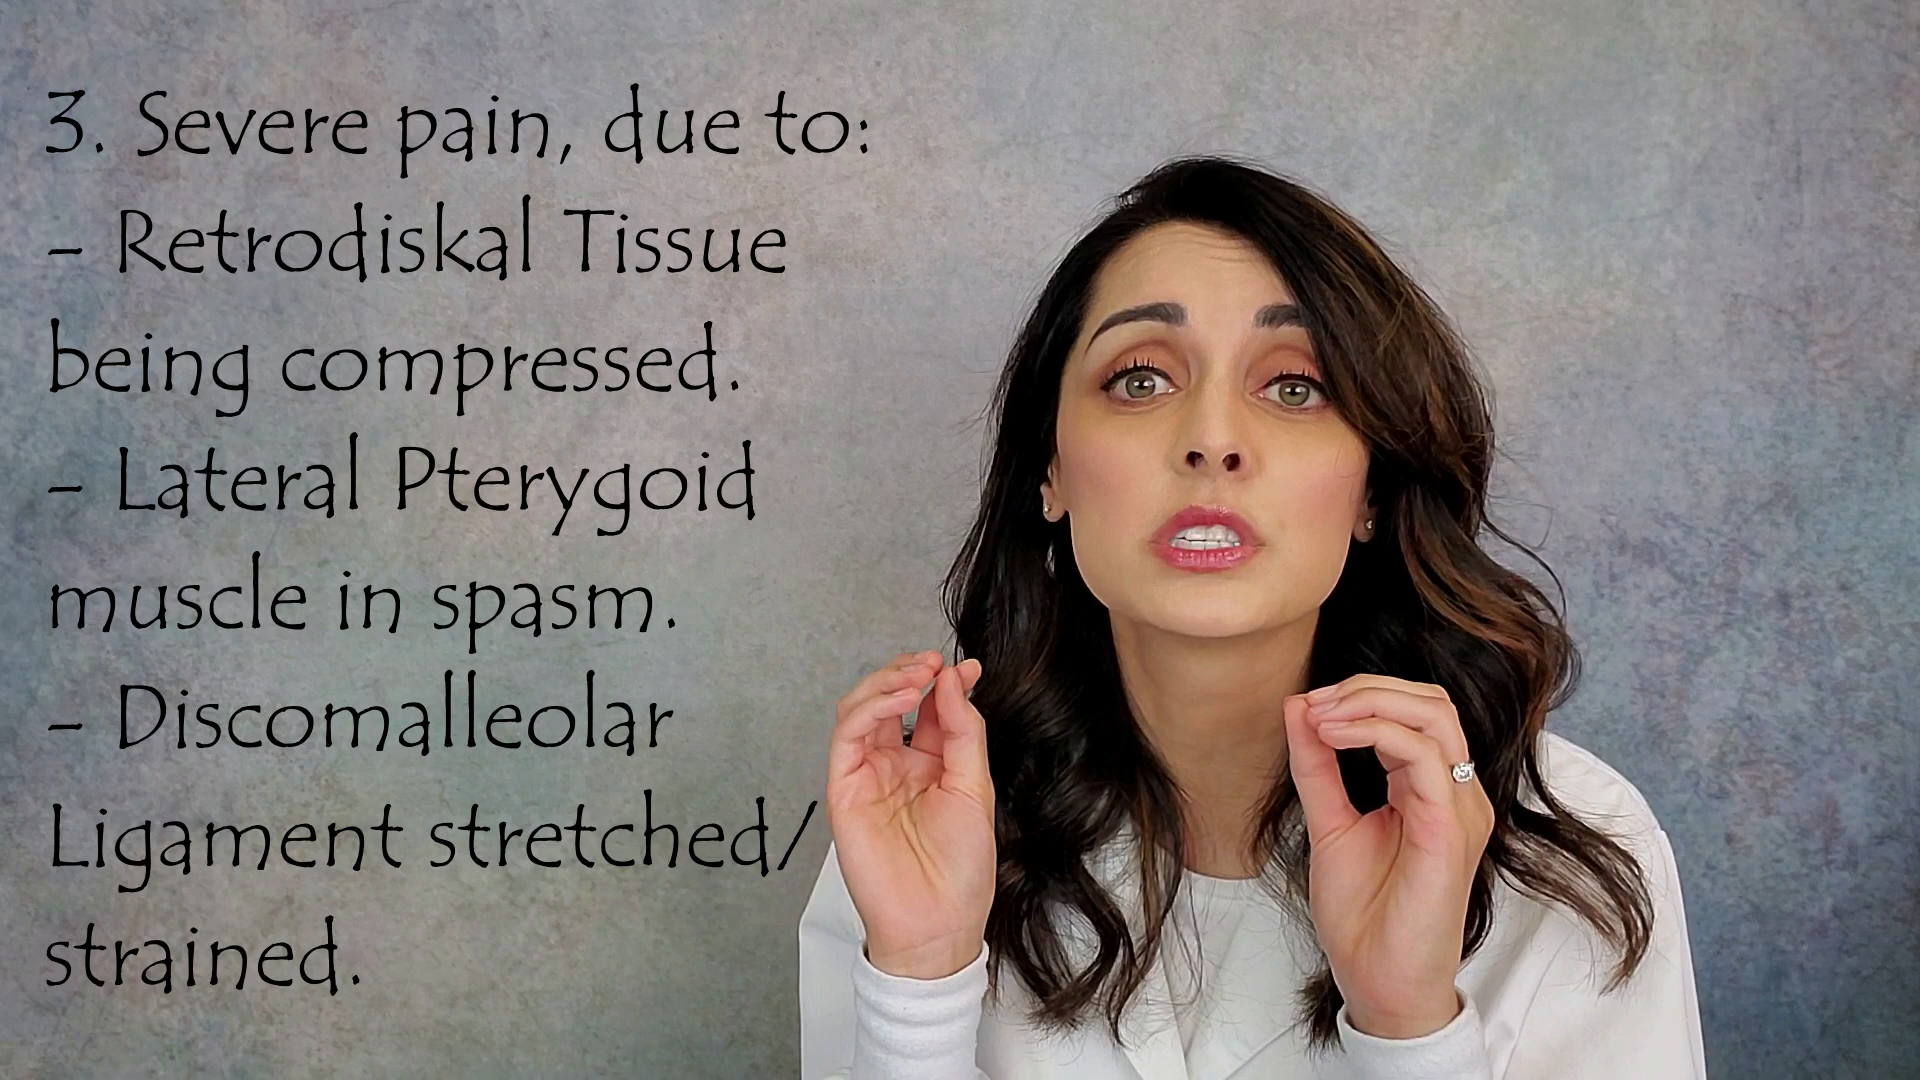 3. Severe pain, due to:
- Retrodiskal Tissue
being compressed.
- Lateral Pterygoid
muscle in spasm.
- Discomalleolar
Ligament stretched/
strained.